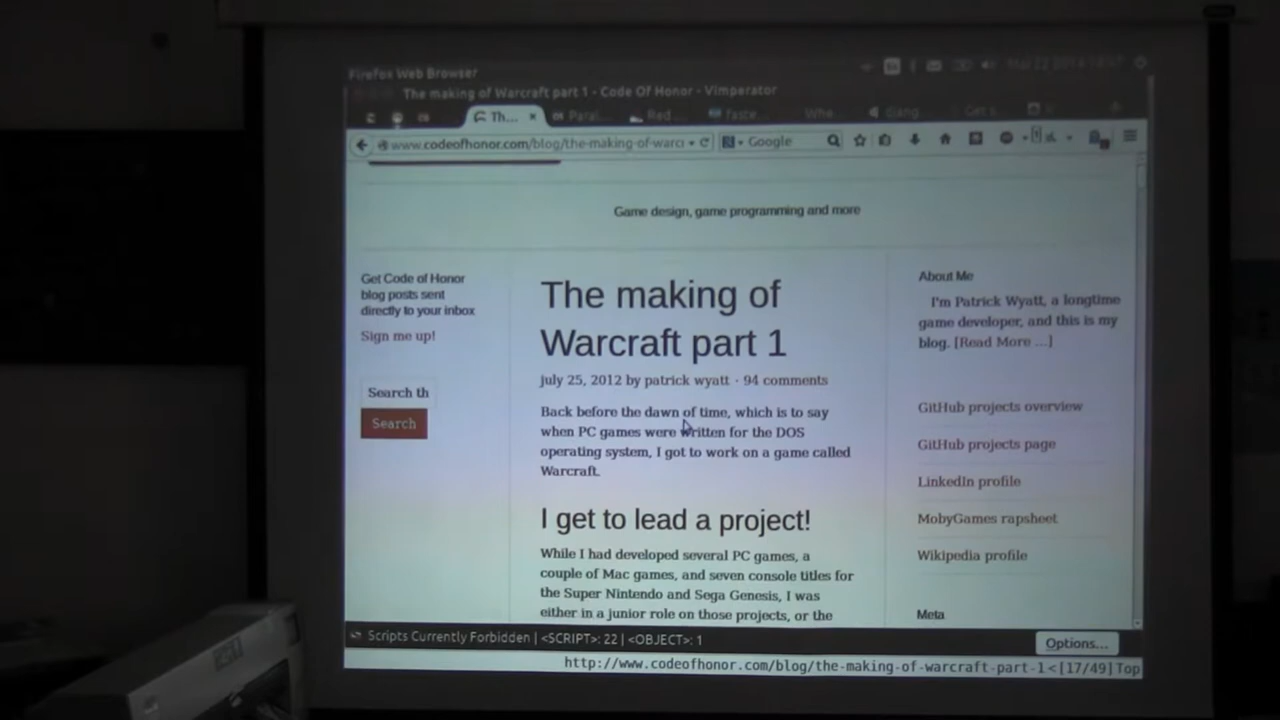 Firefox Web Browser
The making of Warcraft part 1 - Code Of Honor - Vimperator
Th...
Paral...
Red...
Taste...
Whe...
Gang...
Get s
www.codeofhonor.com/blog/the-making-of-warcr
Google
Game design, game programming and more
Get Code of Honor
blog posts sent
directly to your inbox
Sign me up!
Search th
Search
The making of
Warcraft part 1
july 25, 2012 by patrick wyatt · 94 comments
Back before the dawn of time, which is to say
when PC games were written for the DOS
operating system, I got to work on a game called
Warcraft.
I get to lead a project!
While I had developed several PC games, a
couple of Mac games, and seven console titles for
the Super Nintendo and Sega Genesis, I was
either in a junior role on those projects, or the
About Me
I'm Patrick Wyatt, a longtime
game developer, and this is my
blog. [Read More ...]
GitHub projects overview
GitHub projects page
LinkedIn profile
MobyGames rapsheet
Wikipedia profile
Meta
Scripts Currently Forbidden | <SCRIPT>: 22 | <OBJECT>: 1
Options...
http://www.codeofhonor.com/blog/the-making-of-warcraft-part-1<[17/49]Top